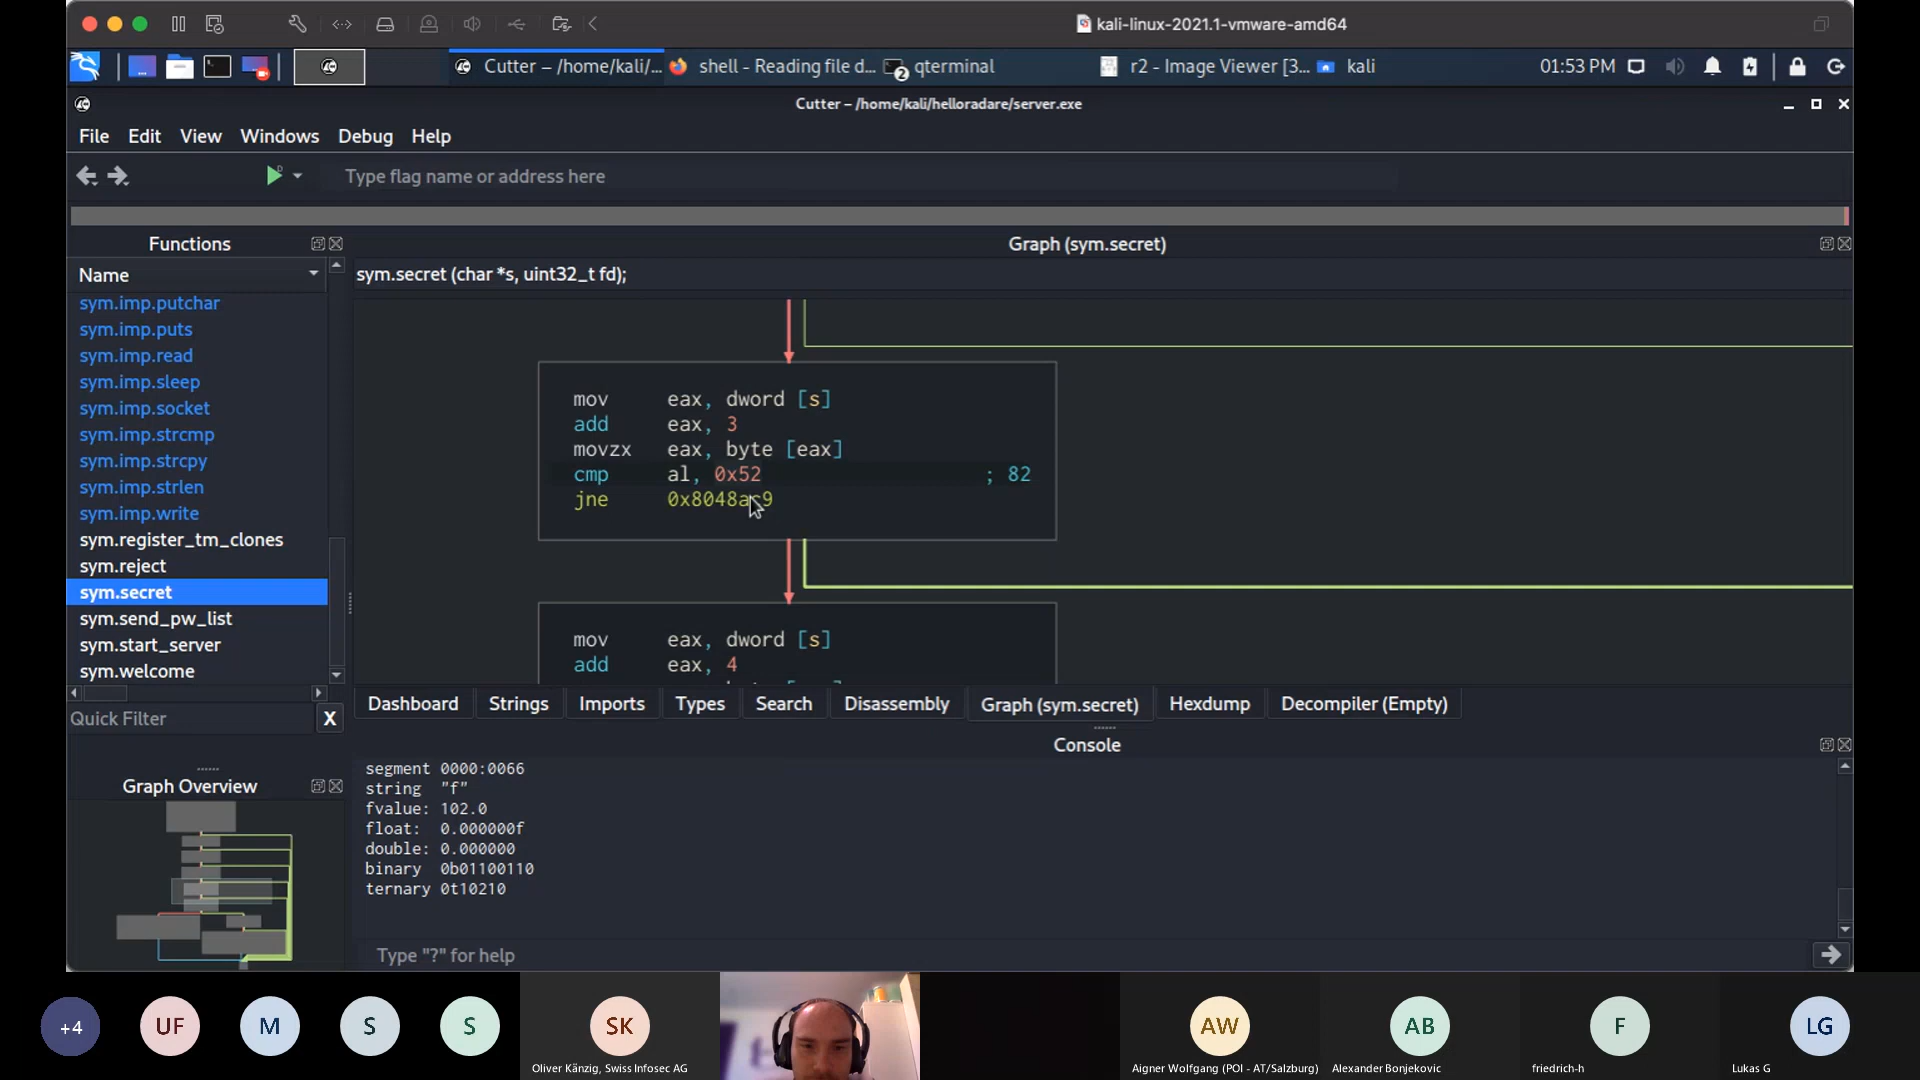 kali-linux-2021.1-vmware-amd64
Cutter – /home/kali/...
shell - Reading file d...
2
qterminal
r2 - Image Viewer [3...
kali
01:53 PM
Cutter – /home/kali/helloradare/server.exe
File Edit View Windows Debug Help
Type flag name or address here
Functions
Graph (sym.secret)
Name
sym.secret (char *s, uint32_t fd);
sym.imp.putchar
sym.imp.puts
sym.imp.read
sym.imp.sleep
sym.imp.socket
sym.imp.strcmp
sym.imp.strcpy
sym.imp.strlen
sym.imp.write
sym.register_tm_clones
sym.reject
sym.secret
sym.send_pw_list
sym.start_server
sym.welcome
mov eax, dword [s]
add eax, 3
movzx eax, byte [eax]
cmp al, 0x52 ; 82
jne
mov eax, dword [s]
add eax, 4
Quick Filter X
Dashboard Strings Imports Types Search Disassembly Graph (sym.secret) Hexdump Decompiler (Empty)
Graph Overview
Console
segment 0000:0066
string "f"
fvalue: 102.0
float: 0.000000f
double: 0.000000
binary 0b01100110
ternary 0t10210
Type "?" for help
+4
UF
M
S
S
SK
Oliver Känzig, Swiss Infosec AG
AW
Aigner Wolfgang (POI - AT/Salzburg)
AB
Alexander Bonjekovic
F
friedrich-h
LG
Lukas G